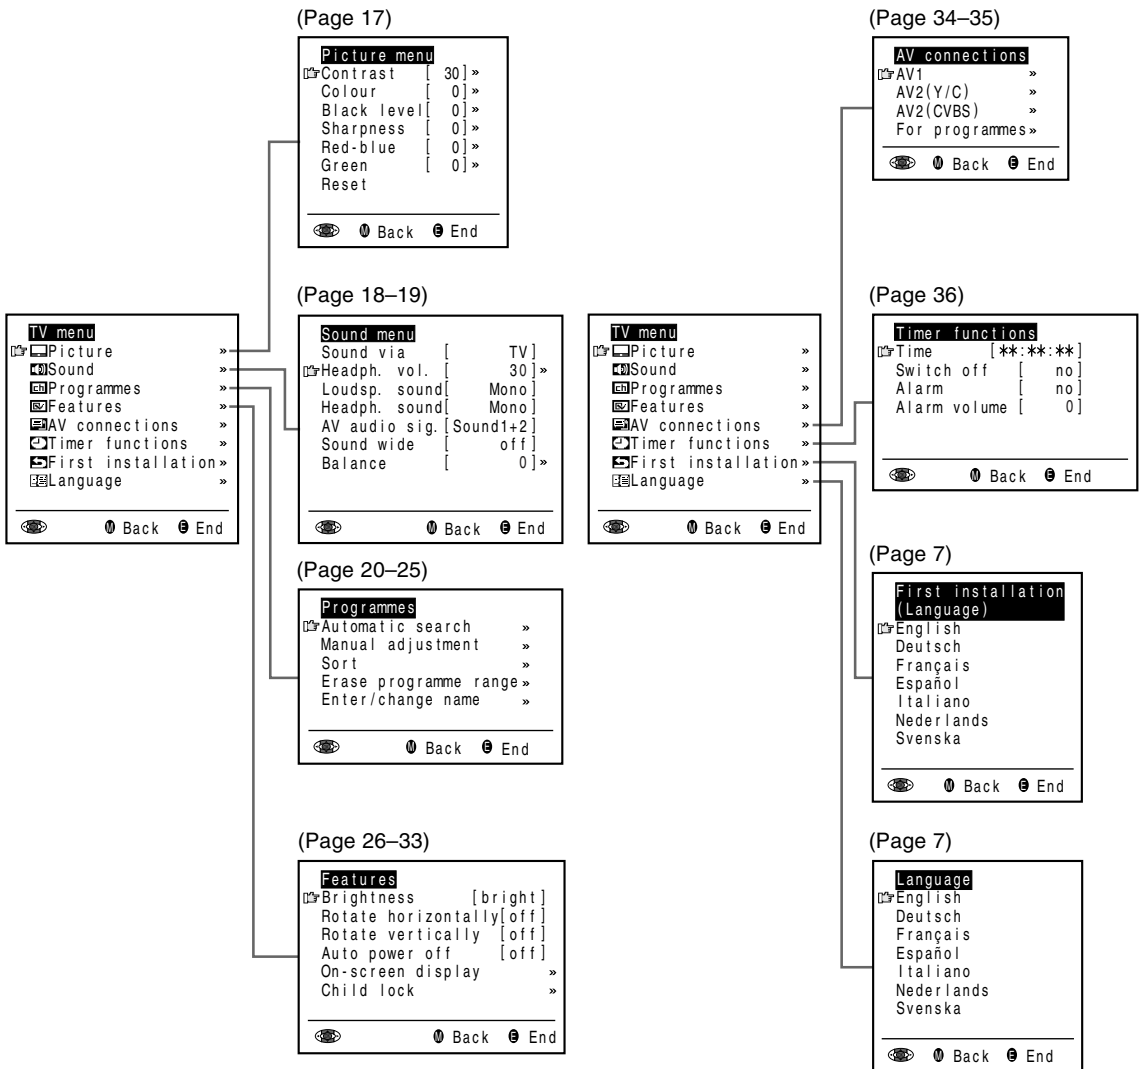 (Page 17)
Picture menu
Contrast [ 30]»
Colour [ 0]»
Black level[ 0]»
Sharpness [ 0]»
Red-blue [ 0]»
Green [ 0]»
Reset
M Back E End
TV menu
Picture »
Sound »
ch Programmes »
Features »
AV connections »
Timer functions »
First installation»
Language »
M Back E End
(Page 18–19)
Sound menu
Sound via [ TV]
Headph. vol. [ 30]»
Loudsp. sound[ Mono]
Headph. sound[ Mono]
AV audio sig.[Sound1+2]
Sound wide [ off]
Balance [ 0]»
M Back E End
(Page 20–25)
Programmes
Automatic search »
Manual adjustment »
Sort »
Erase programme range»
Enter/change name »
M Back E End
(Page 26–33)
Features
Brightness [bright]
Rotate horizontally[off]
Rotate vertically [off]
Auto power off [off]
On-screen display »
Child lock »
M Back E End
TV menu
Picture »
Sound »
ch Programmes »
Features »
AV connections »
Timer functions »
First installation»
Language »
M Back E End
(Page 34–35)
AV connections
AV1 »
AV2(Y/C) »
AV2(CVBS) »
For programmes»
M Back E End
(Page 36)
Timer functions
Time [**:**:**]
Switch off [ no]
Alarm [ no]
Alarm volume [ 0]
M Back E End
(Page 7)
First installation
(Language)
English
Deutsch
Français
Español
Italiano
Nederlands
Svenska
M Back E End
(Page 7)
Language
English
Deutsch
Français
Español
Italiano
Nederlands
Svenska
M Back E End